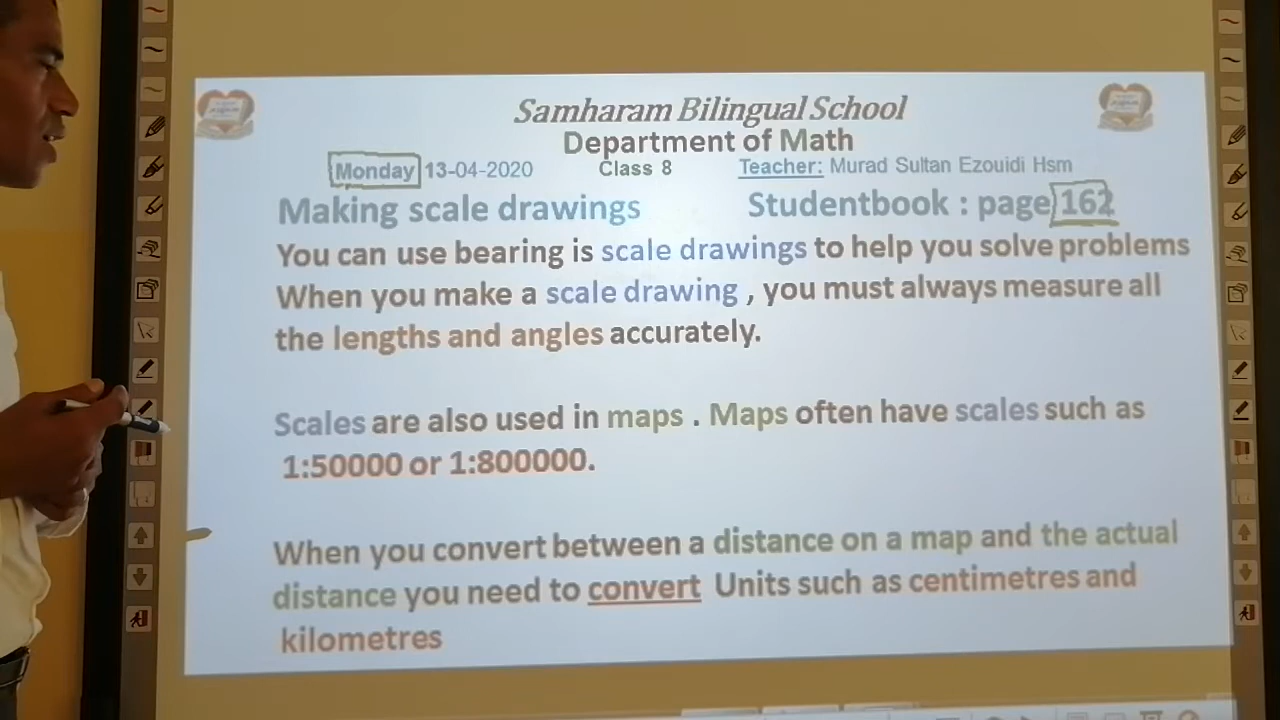 Samharam Bilingual School
Department of Math
Monday 13-04-2020 Class 8 Teacher: Murad Sultan Ezouidi Hsm
Making scale drawings Studentbook : page 162
You can use bearing is scale drawings to help you solve problems
When you make a scale drawing , you must always measure all
the lengths and angles accurately.
Scales are also used in maps . Maps often have scales such as
1:50000 or 1:800000.
When you convert between a distance on a map and the actual
distance you need to convert Units such as centimetres and
kilometres